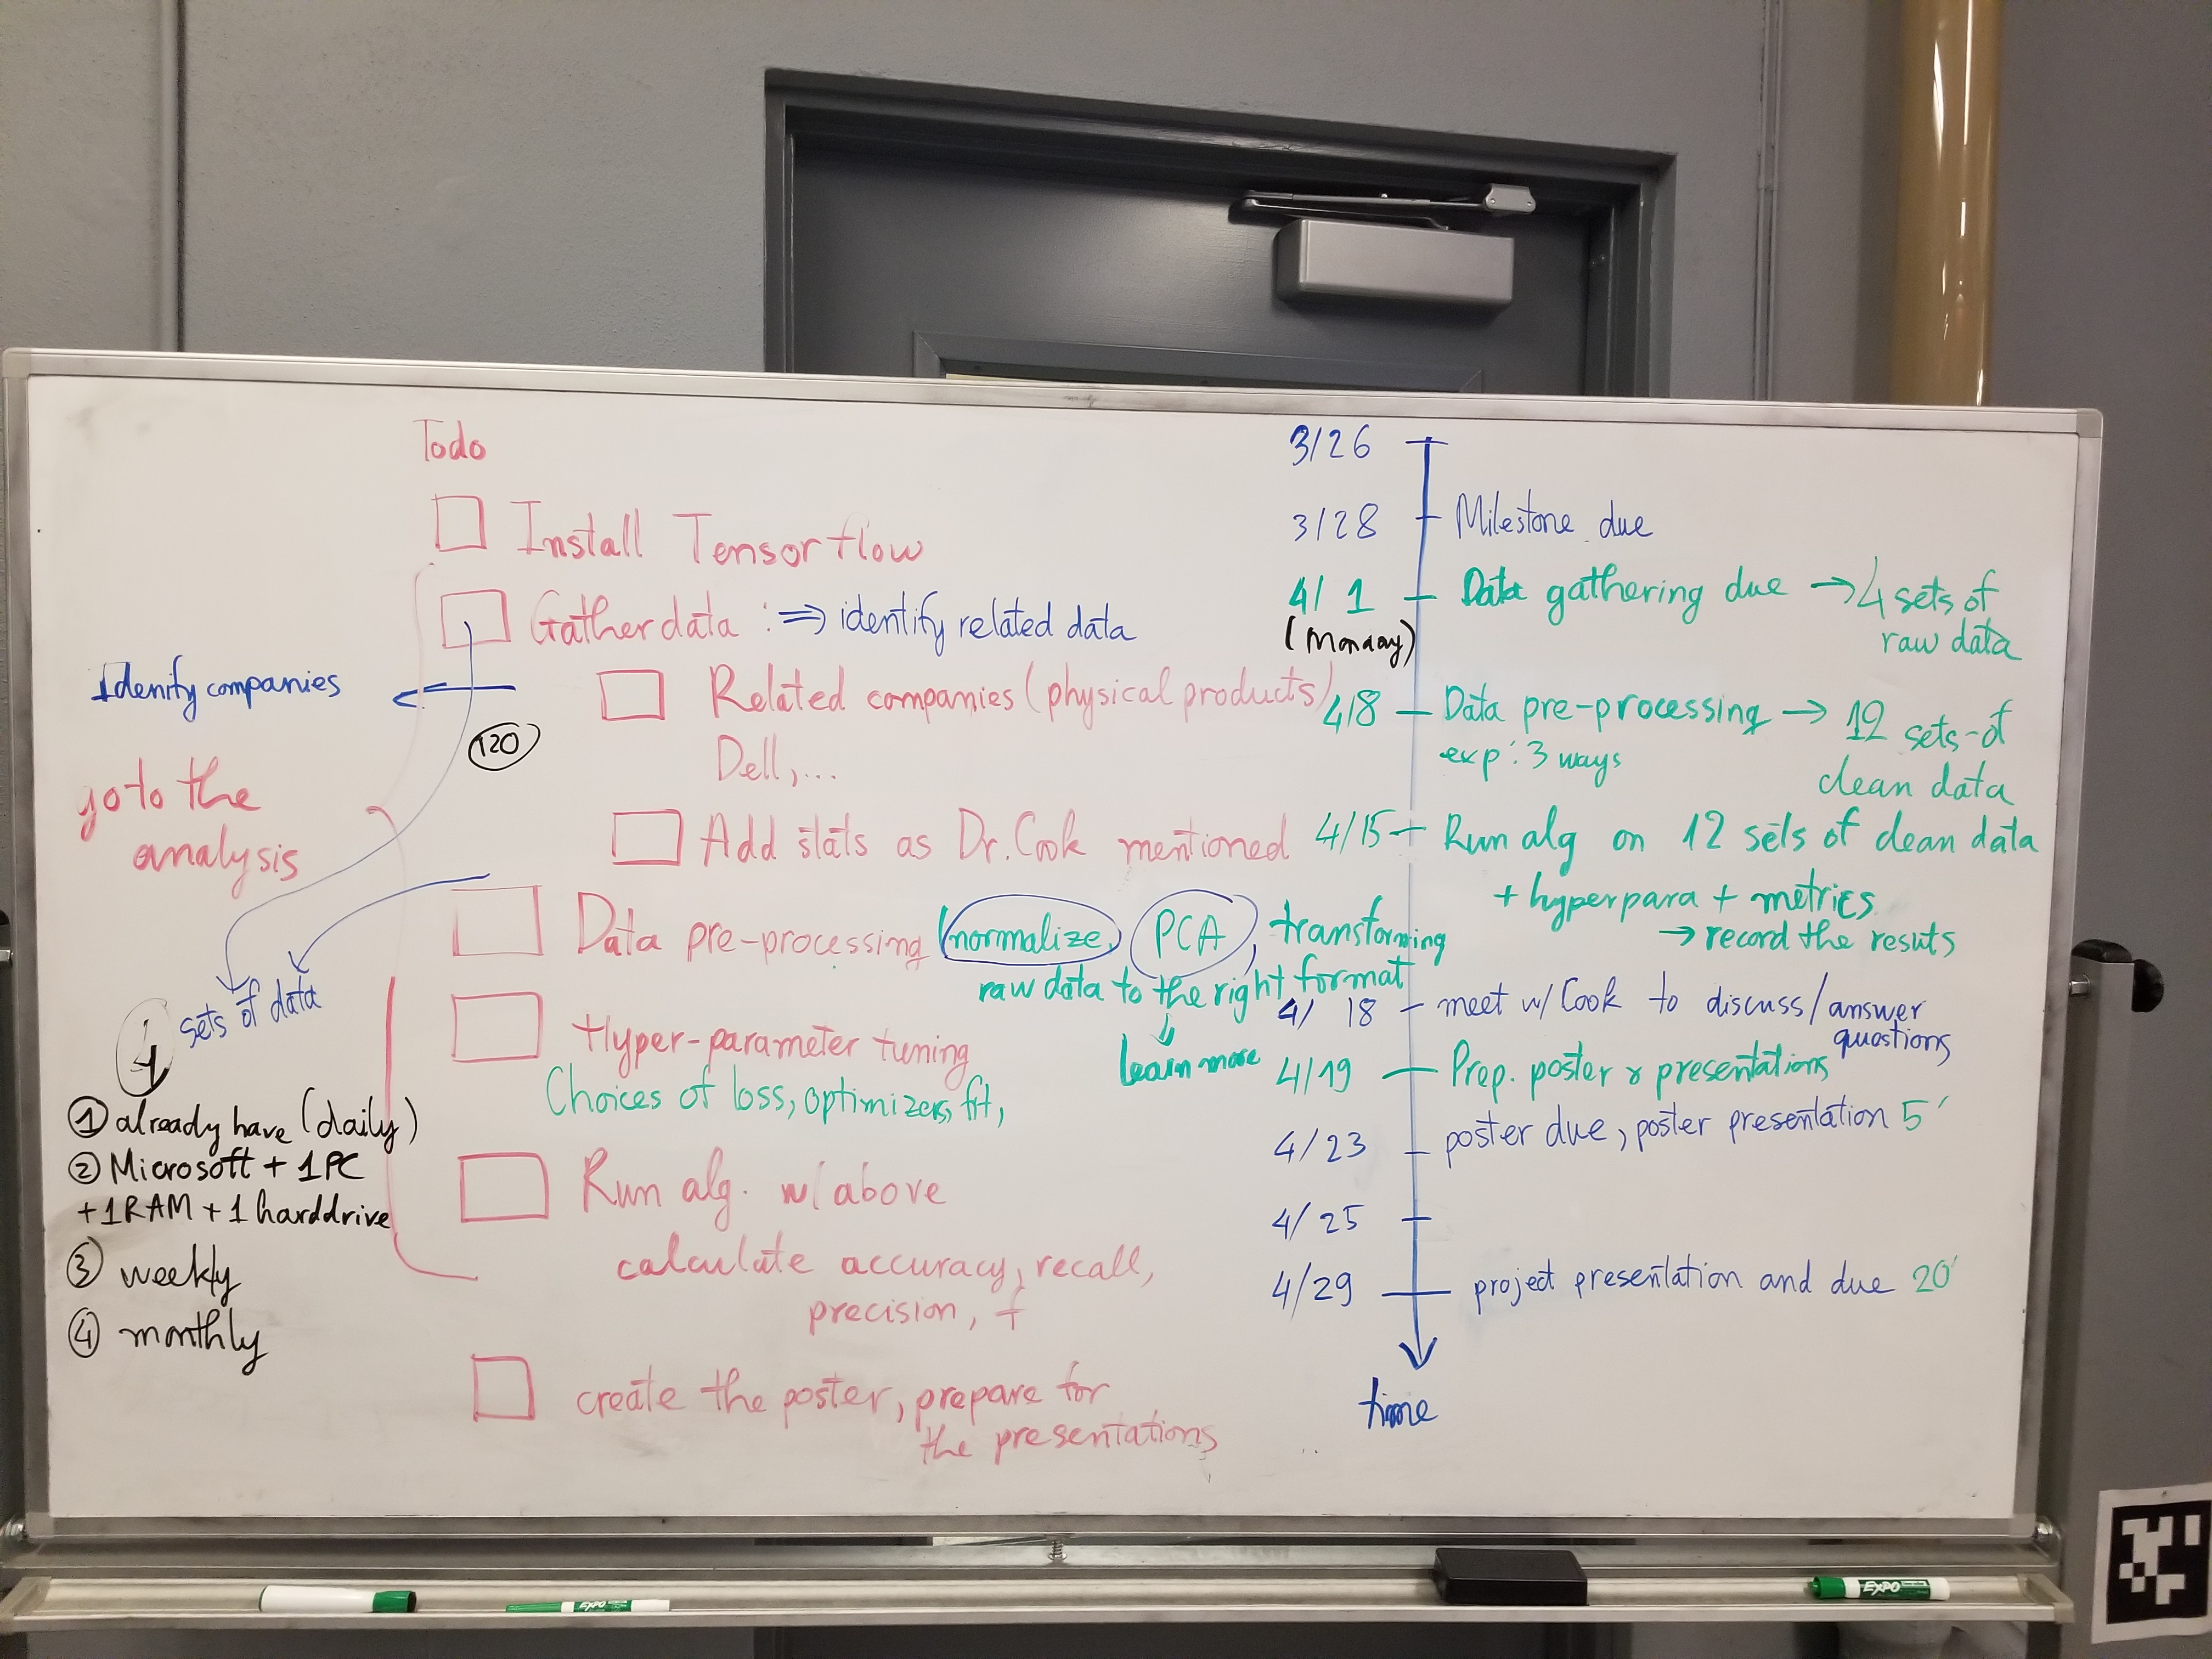 Todo
Install Tensorflow
Gather data : ⇒ identify related data
Idenify companies
Related companies (physical products)
120
Dell,...
go to the
analysis
Add stats as Dr. Cook mentioned
Data pre-processing (normalize, PCA, transforming
raw data to the right format
learn more
4 sets of data
Hyper-parameter tuning
Choices of loss, optimizers, fit,
① already have (daily)
② Microsoft + 1 PC
+ 1 RAM + 1 harddrive
③ weekly
④ monthly
Run alg. w/ above
calculate accuracy, recall,
precision, f
create the poster, prepare for
the presentations
3/26
3/28 Milestone due
4/1 Data gathering due → 4 sets of
raw data
(Monday)
4/8 Data pre-processing → 12 sets of
clean data
exp: 3 ways
4/15 Run alg on 12 sets of clean data
+ hyperpara + metrics
→ record the resuts
4/18 meet w/ Cook to discuss/answer
questions
4/19 Prep. poster & presentations
4/23 poster due, poster presentation 5'
4/25
4/29 project presentation and due 20'
time
EXPO
EXPO